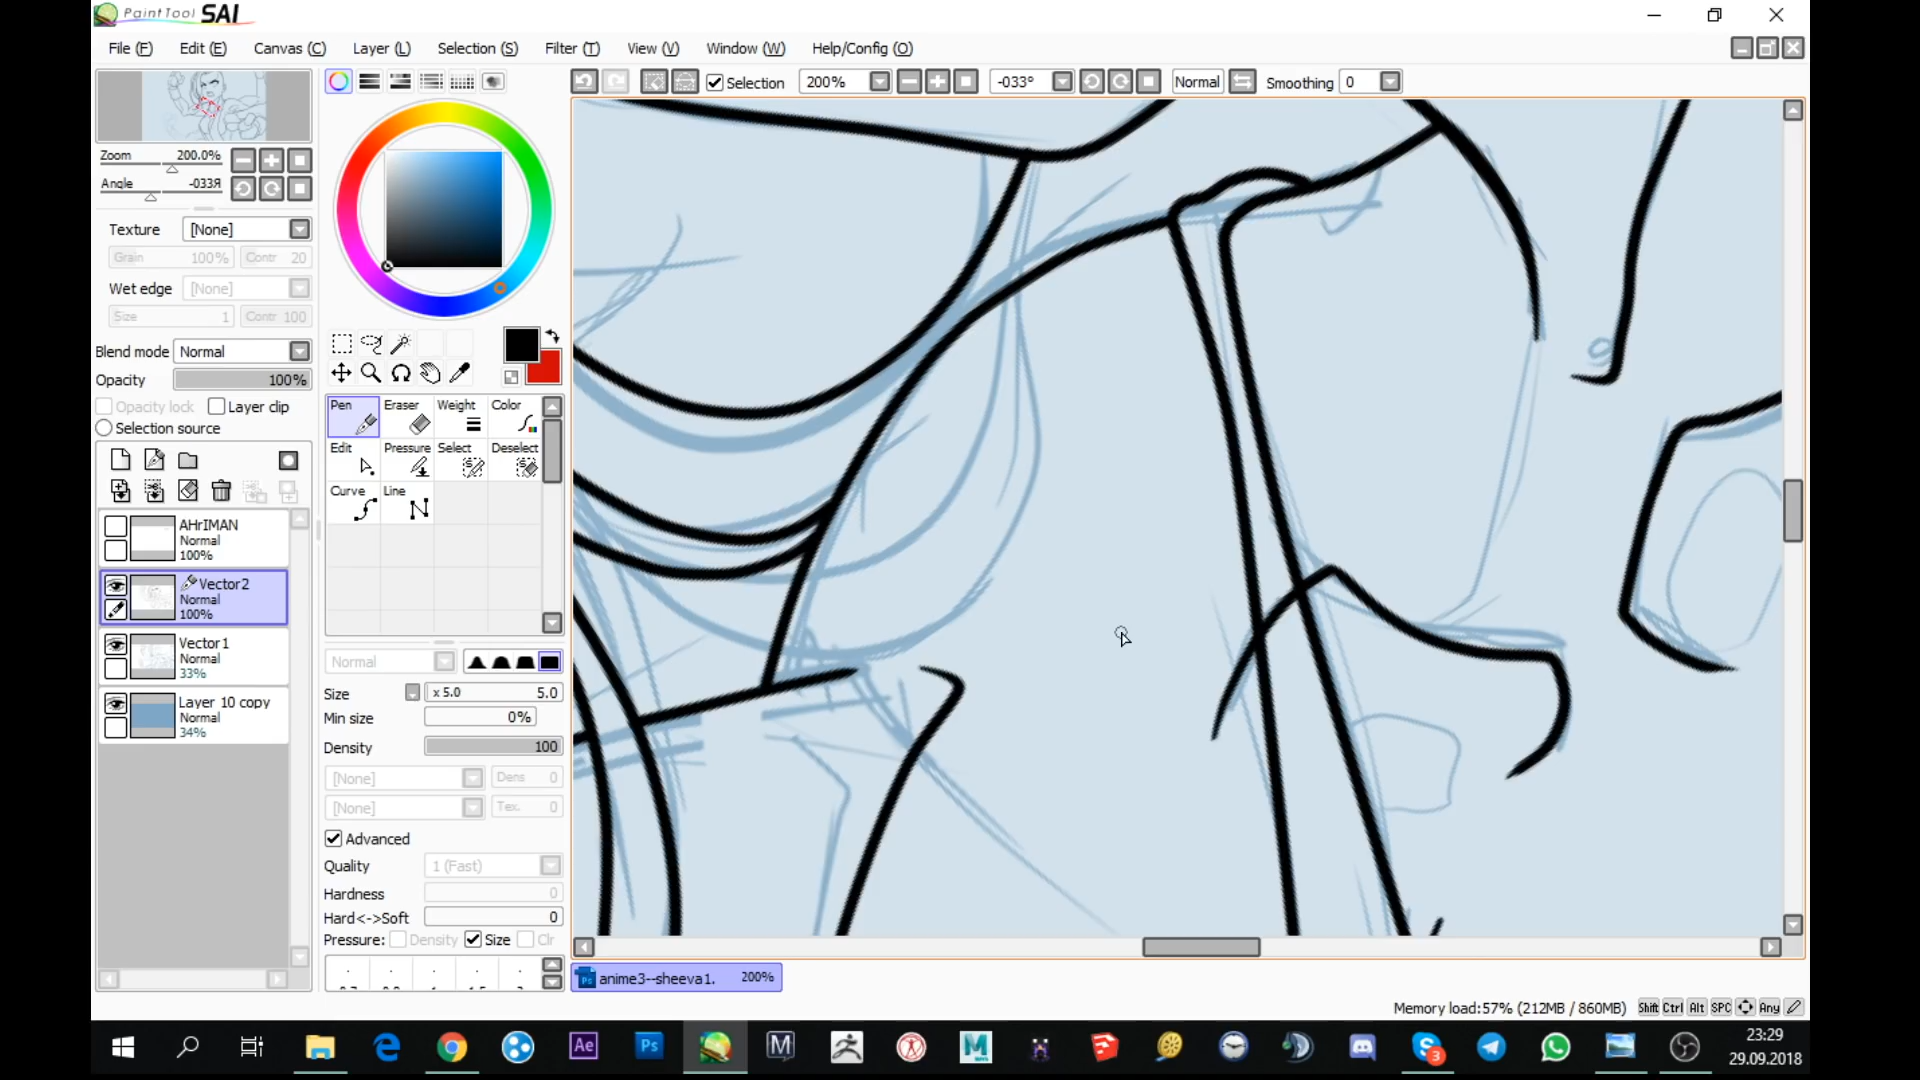 PaintTool SAI
File (F) Edit (E) Canvas (C) Layer (L) Selection (S) Filter (T) View (V) Window (W) Help/Config (O)
Selection 200% -033° Normal Smoothing 0
Zoom 200.0%
Angle -033Я
Texture [None]
Grain 100% Contr 20
Wet edge [None]
Size 1 Contr 100
Blend mode Normal
Opacity 100%
Opacity lock Layer clip
Selection source
AHrIMAN
Normal
100%
Vector2
Normal
100%
Vector1
Normal
33%
Layer 10 copy
Normal
34%
Pen Eraser Weight Color
Edit Pressure Select Deselect
Curve Line
Normal
Size x 5.0 5.0
Min size 0%
Density 100
[None] Dens 0
[None] Tex. 0
Advanced
Quality 1 (Fast)
Hardness 0
Hard<->Soft 0
Pressure: Density Size Clr
anime3--sheeva1. 200%
Memory load:57% (212MB / 860MB) Shift Ctrl Alt SPC Any
Ae Ps M M 3
23:29
29.09.2018